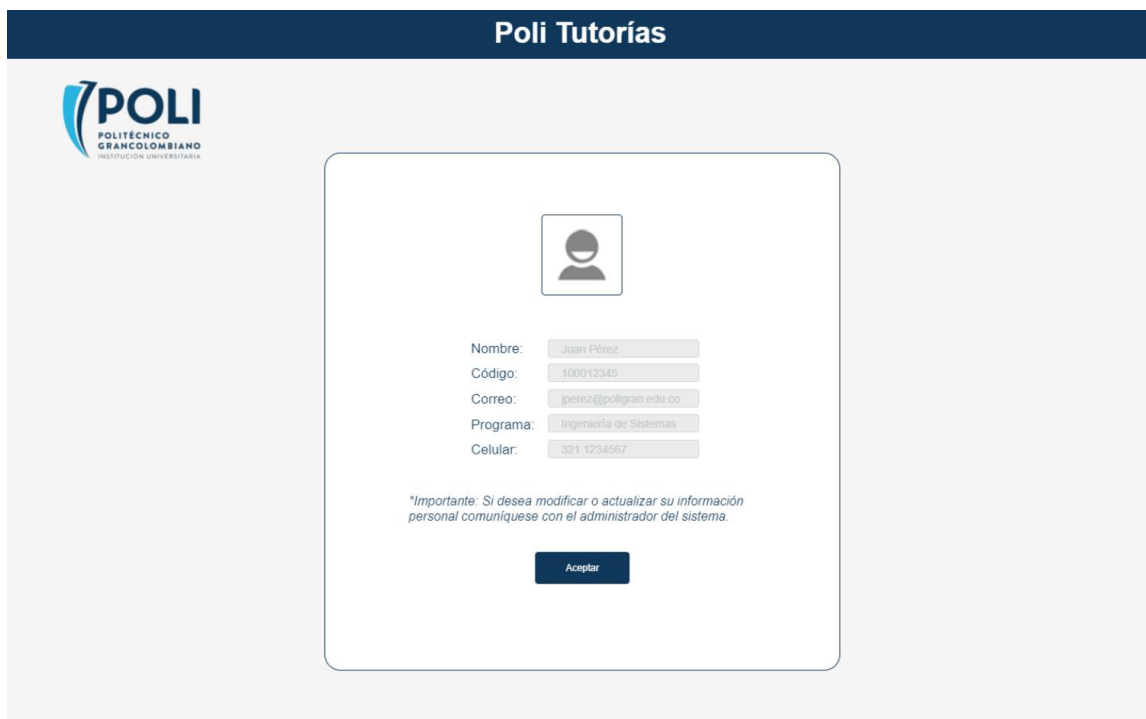 Poli Tutorías
POLI
POLITÉCNICO
GRANCOLOMBIANO
INSTITUCIÓN UNIVERSITARIA
Nombre: Juan Pérez
Código: 100012345
Correo: jperez@poligran.edu.co
Programa: Ingeniería de Sistemas
Celular: 321 1234567
*Importante: Si desea modificar o actualizar su información
personal comuníquese con el administrador del sistema.
Aceptar